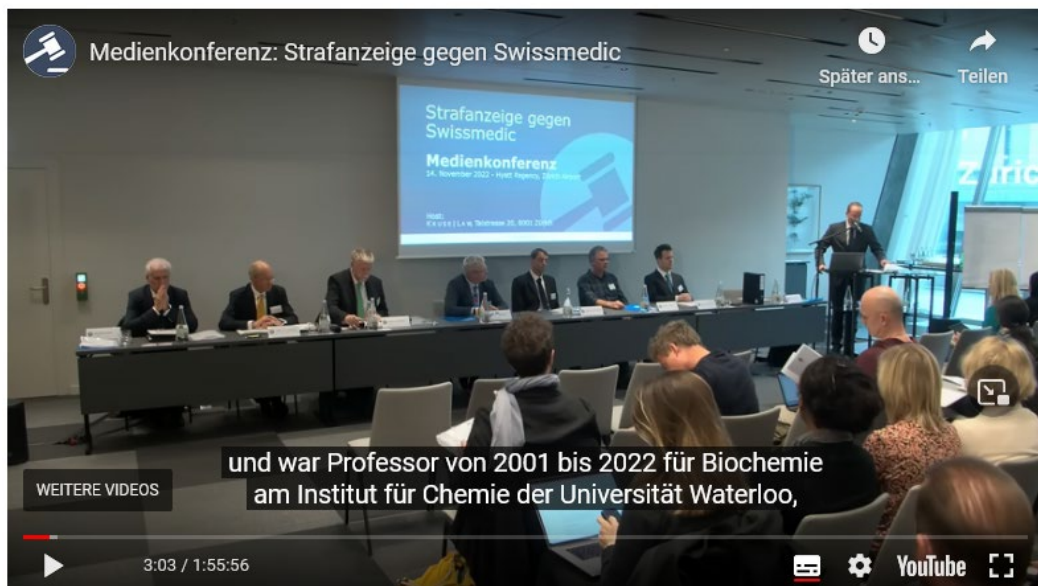 Medienkonferenz: Strafanzeige gegen Swissmedic
Später ans...
Teilen
Strafanzeige gegen
Swissmedic
Medienkonferenz
14. November 2022 - Hyatt Regency,
Host:
Zürich
und war Professor von 2001 bis 2022 für Biochemie
am Institut für Chemie der Universität Waterloo,
WEITERE VIDEOS
3:03 / 1:55:56
YouTube